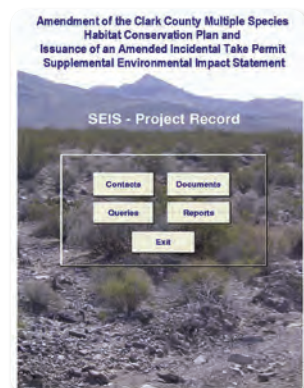 Amendment of the Clark County Multiple Species
Habitat Conservation Plan and
Issuance of an Amended Incidental Take Permit
Supplemental Environmental Impact Statement
SEIS - Project Record
Contacts
Documents
Queries
Reports
Exit